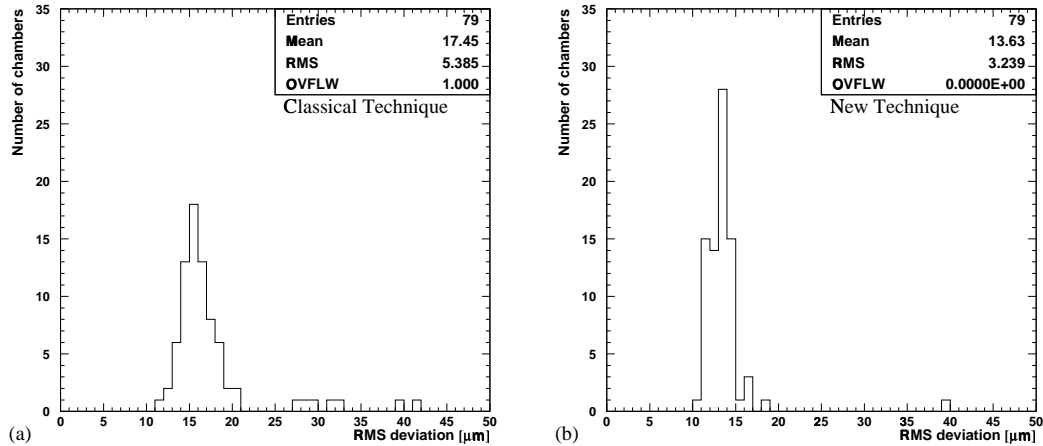 Number of chambers
35
30
25
20
15
10
5
0
0 5 10 15 20 25 30 35 40 45 50
RMS deviation [μm]
Entries 79
Mean 17.45
RMS 5.385
OVFLW 1.000
Classical Technique
(a)
Number of chambers
35
30
25
20
15
10
5
0
0 5 10 15 20 25 30 35 40 45 50
RMS deviation [μm]
Entries 79
Mean 13.63
RMS 3.239
OVFLW 0.0000E+00
New Technique
(b)